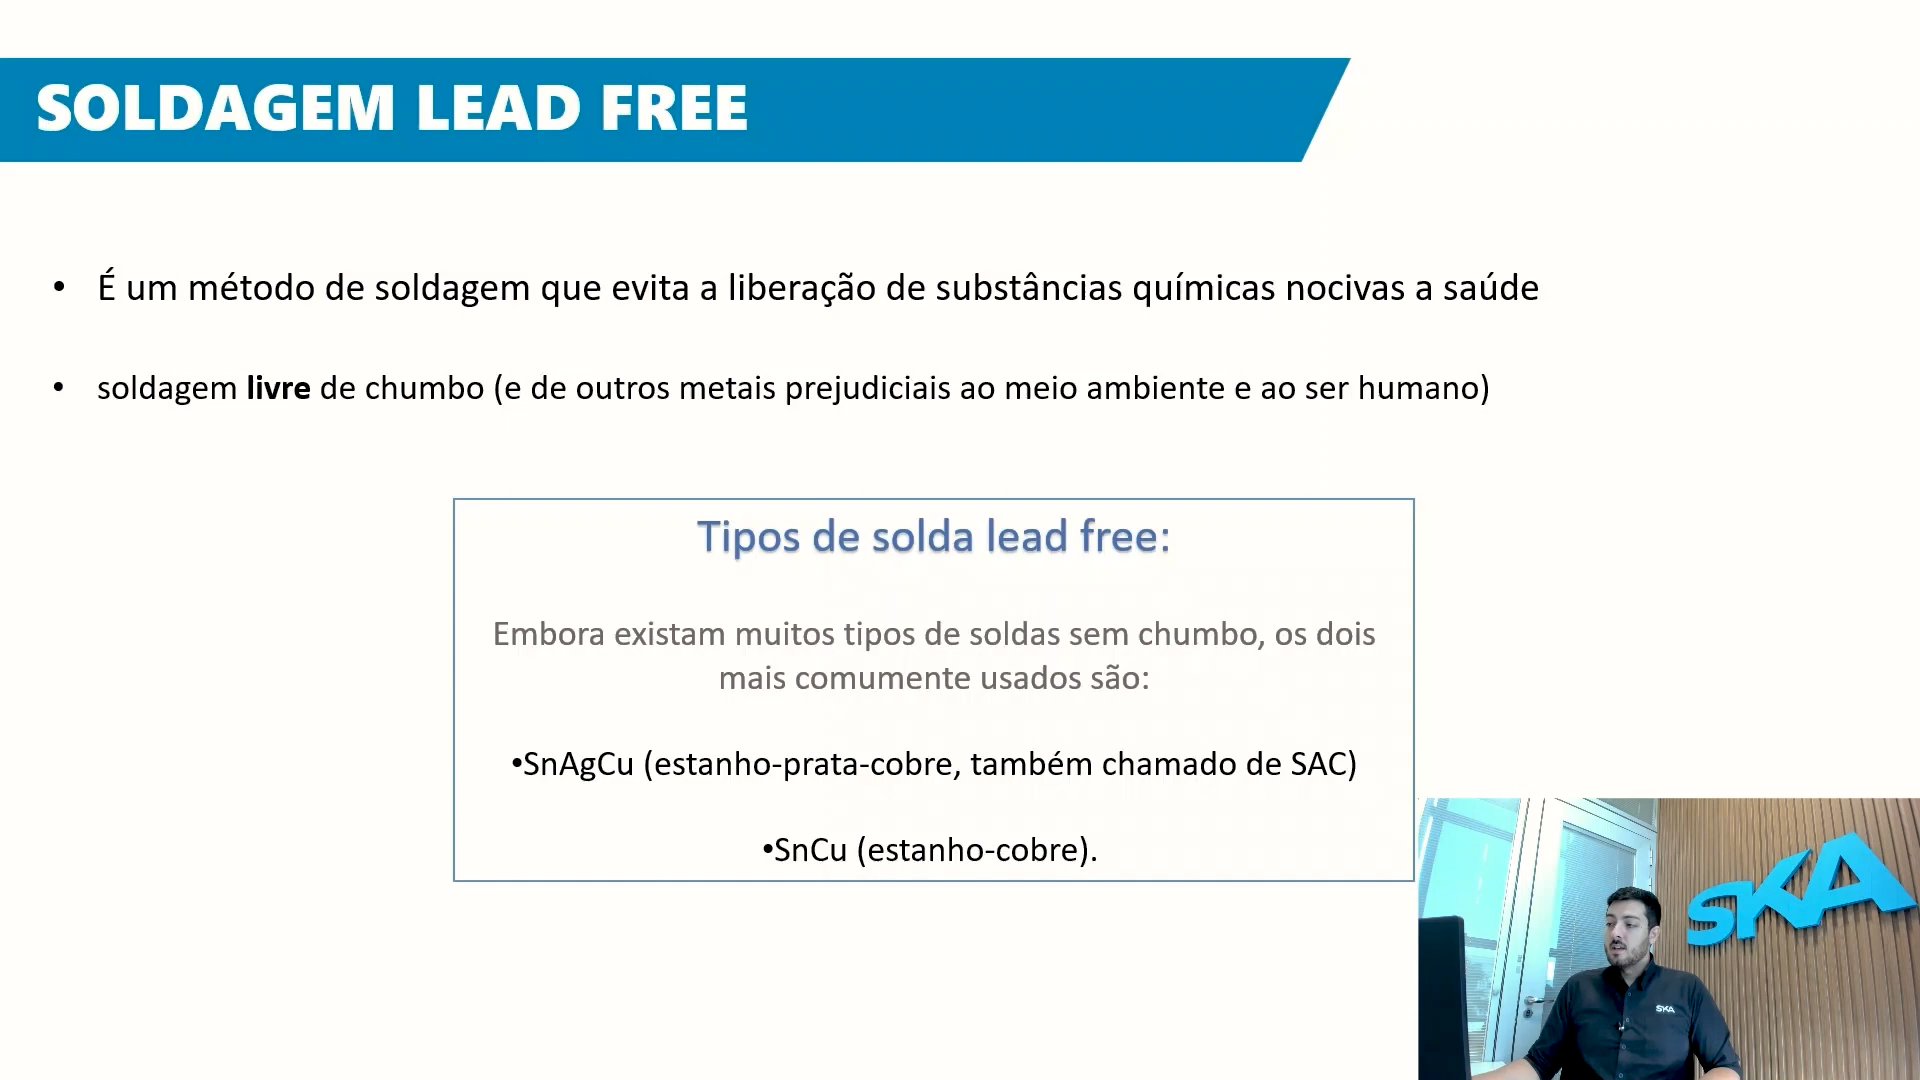 SOLDAGEM LEAD FREE
• É um método de soldagem que evita a liberação de substâncias químicas nocivas a saúde
• soldagem livre de chumbo (e de outros metais prejudiciais ao meio ambiente e ao ser humano)
Tipos de solda lead free:
Embora existam muitos tipos de soldas sem chumbo, os dois
mais comumente usados são:
•SnAgCu (estanho-prata-cobre, também chamado de SAC)
•SnCu (estanho-cobre).
SKA
SKA